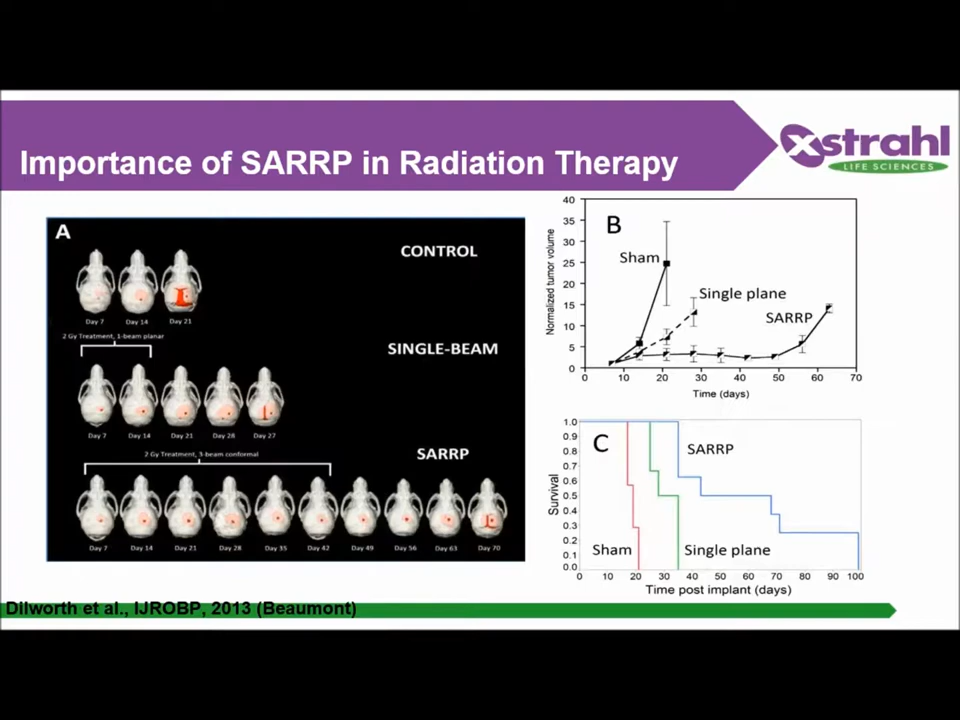 Importance of SARRP in Radiation Therapy
xstrahl
LIFE SCIENCES
A
CONTROL
Day 7 Day 14 Day 21
2 Gy Treatment, 1-beam planar
SINGLE-BEAM
Day 7 Day 14 Day 21 Day 28 Day 27
2 Gy Treatment, 3-beam conformal
SARRP
Day 7 Day 14 Day 21 Day 28 Day 35 Day 42 Day 49 Day 56 Day 63 Day 70
B
Normalized tumor volume
40
35
30
25
20
15
10
5
0
Sham
Single plane
SARRP
0 10 20 30 40 50 60 70
Time (days)
C
Survival
1.0
0.9
0.8
0.7
0.6
0.5
0.4
0.3
0.2
0.1
0.0
SARRP
Sham
Single plane
0 10 20 30 40 50 60 70 80 90 100
Time post implant (days)
Dilworth et al., IJROBP, 2013 (Beaumont)